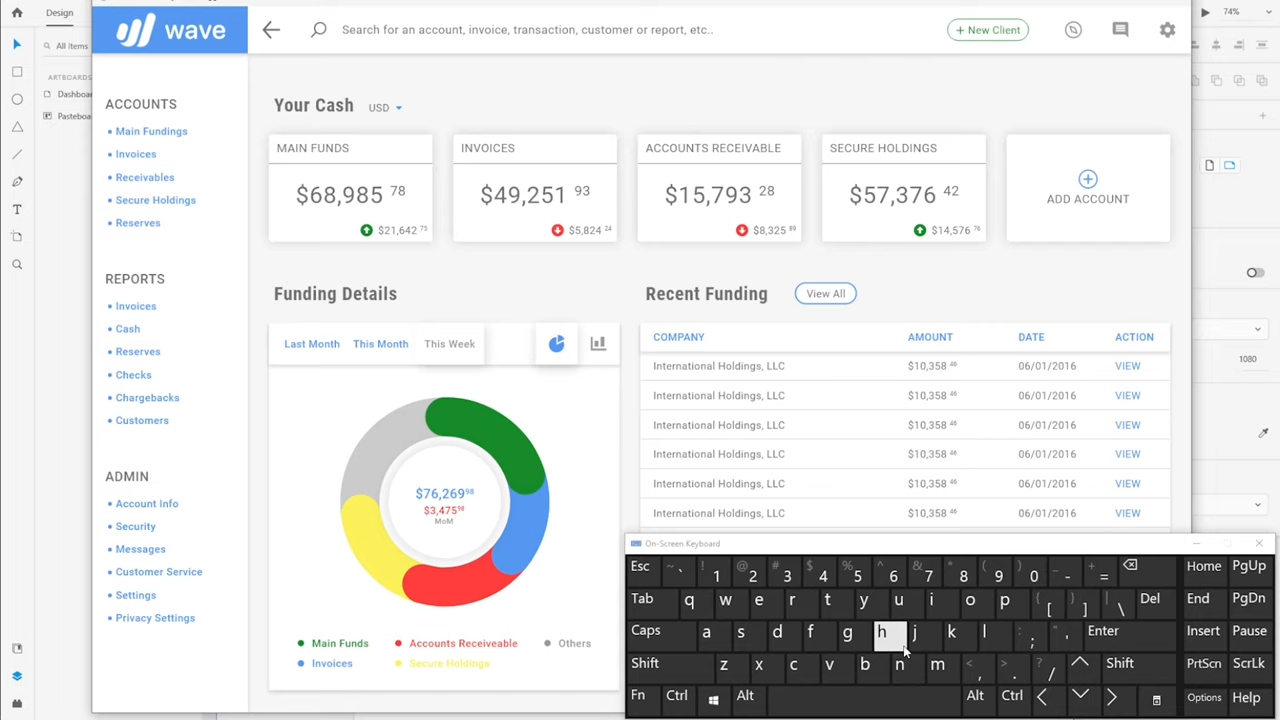 Design
74%
All Items
ARTBOARDS
Dashboa
Pasteboa
1080
wave
Search for an account, invoice, transaction, customer or report, etc..
+ New Client
ACCOUNTS
Main Fundings
Invoices
Receivables
Secure Holdings
Reserves
REPORTS
Invoices
Cash
Reserves
Checks
Chargebacks
Customers
ADMIN
Account Info
Security
Messages
Customer Service
Settings
Privacy Settings
Your Cash USD
MAIN FUNDS
$68,985 78
$21,642 75
INVOICES
$49,251 93
$5,824 24
ACCOUNTS RECEIVABLE
$15,793 28
$8,325 89
SECURE HOLDINGS
$57,376 42
$14,576 76
ADD ACCOUNT
Funding Details
Last Month This Month This Week
$76,269 98
$3,475 98
MoM
Main Funds Accounts Receiveable Others
Invoices Secure Holdings
Recent Funding View All
COMPANY AMOUNT DATE ACTION
International Holdings, LLC $10,358 46 06/01/2016 VIEW
International Holdings, LLC $10,358 46 06/01/2016 VIEW
International Holdings, LLC $10,358 46 06/01/2016 VIEW
International Holdings, LLC $10,358 46 06/01/2016 VIEW
International Holdings, LLC $10,358 46 06/01/2016 VIEW
International Holdings, LLC $10,358 46 06/01/2016 VIEW
On-Screen Keyboard
Esc ~ ` ! 1 @ 2 # 3 $ 4 % 5 ^ 6 & 7 * 8 ( 9 ) 0 _ - + = Home PgUp
Tab q w e r t y u i o p { [ } ] | \ Del End PgDn
Caps a s d f g h j k l : ; " ' Enter Insert Pause
Shift z x c v b n m < , > . ? / Shift PrtScn ScrLk
Fn Ctrl Alt Alt Ctrl Options Help